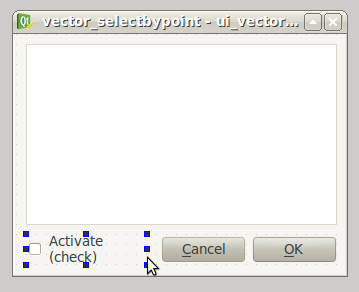 vector_selectbypoint - ui_vector...
Activate
(check)
Cancel
OK